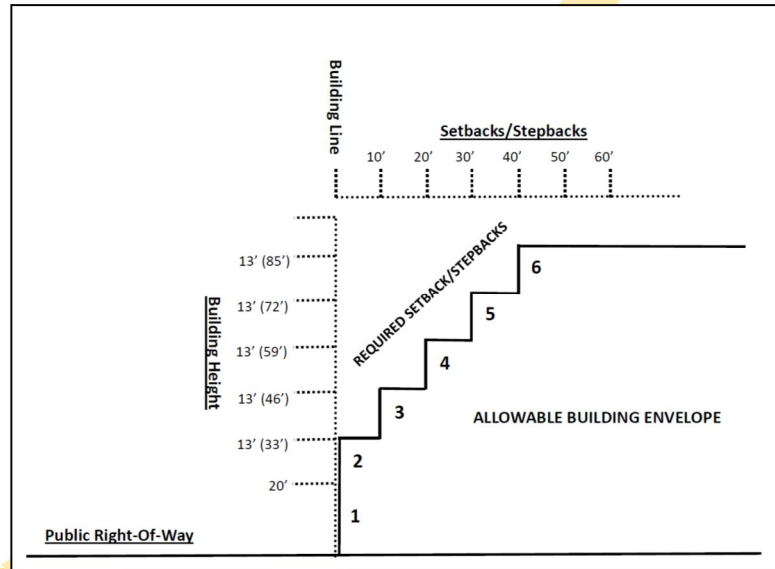 Building Line
Setbacks/Stepbacks
10’ 20’ 30’ 40’ 50’ 60’
Building Height
13’ (85’)
13’ (72’)
13’ (59’)
13’ (46’)
13’ (33’)
20’
REQUIRED SETBACK/STEPBACKS
6
5
4
3
2
1
ALLOWABLE BUILDING ENVELOPE
Public Right-Of-Way